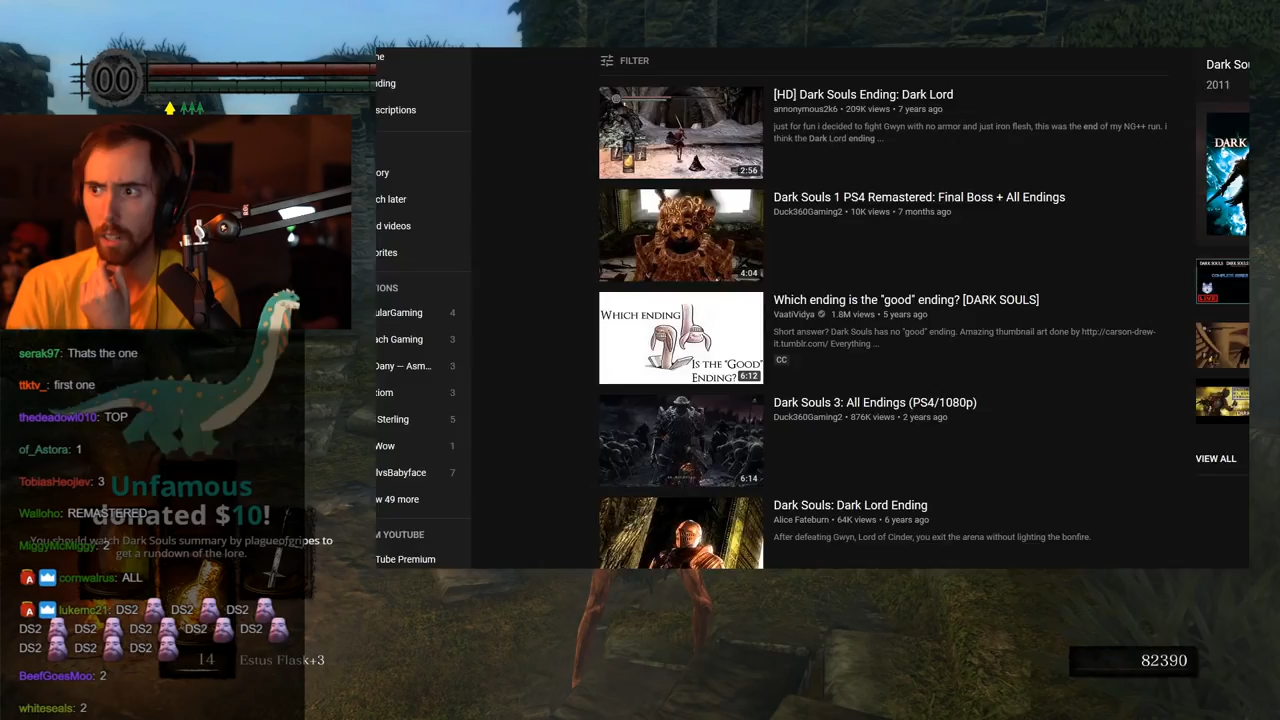 00
ne
FILTER
ding
scriptions
ory
ch later
d videos
orites
TIONS
ularGaming 4
ach Gaming 3
Dany — Asm... 3
ziom 3
Sterling 5
Wow 1
lvsBabyface 7
w 49 more
M YOUTUBE
Tube Premium
[HD] Dark Souls Ending: Dark Lord
annonymous2k6 • 209K views • 7 years ago
just for fun i decided to fight Gwyn with no armor and just iron flesh, this was the end of my NG++ run. i
think the Dark Lord ending ...
2:56
Dark Souls 1 PS4 Remastered: Final Boss + All Endings
Duck360Gaming2 • 10K views • 7 months ago
4:04
WHICH ENDING
IS THE "GOOD"
ENDING?
6:12
Which ending is the "good" ending? [DARK SOULS]
VaatiVidya 1.8M views • 5 years ago
Short answer? Dark Souls has no "good" ending. Amazing thumbnail art done by http://carson-drew-
it.tumblr.com/ Everything ...
CC
Dark Souls 3: All Endings (PS4/1080p)
Duck360Gaming2 • 876K views • 2 years ago
6:14
Dark Souls: Dark Lord Ending
Alice Fateburn • 64K views • 6 years ago
After defeating Gwyn, Lord of Cinder, you exit the arena without lighting the bonfire.
Dark Sou
2011
DARK
LIVE
VIEW ALL
serak97: Thats the one
ttktv_: first one
thedeadowl010: TOP
of_Astora: 1
TobiasHeojlev: 3
Walloho: REMASTERED
MiggyMcMiggy: 2
cornwalrus: ALL
lukemc21: DS2 DS2 DS2
DS2 DS2 DS2 DS2 DS2
DS2 DS2 DS2
BeefGoesMoo: 2
whiteseals: 2
Unfamous
donated $10!
You should watch Dark Souls summary by plagueofgripes to
get a rundown of the lore.
14 Estus Flask+3
82390